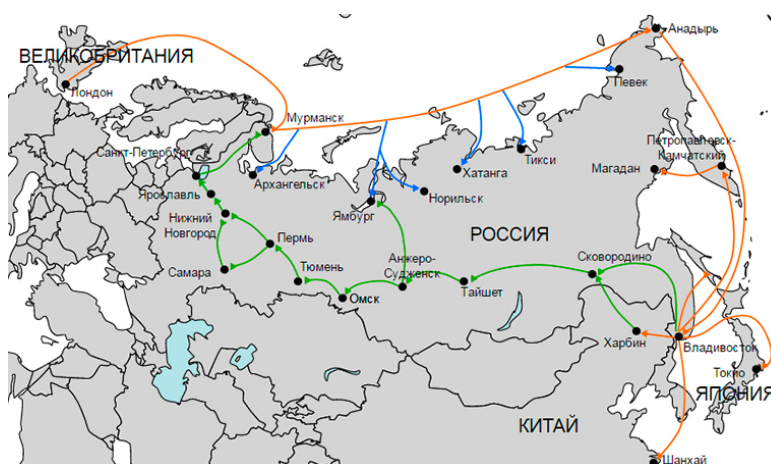 Анадырь
ВЕЛИКОБРИТАНИЯ
Певек
Лондон
Мурманск
Санкт-Петербург
Петропавловск-
Камчатский
Тикси
Магадан
Хатанга
Архангельск
Ярославль
Норильск
Ямбург
Нижний
Новгород
РОССИЯ
Пермь
Анжеро-
Судженск
Сковородино
Самара
Тюмень
Тайшет
Омск
Харбин
Владивосток
Токио
ЯПОНИЯ
КИТАЙ
Шанхай